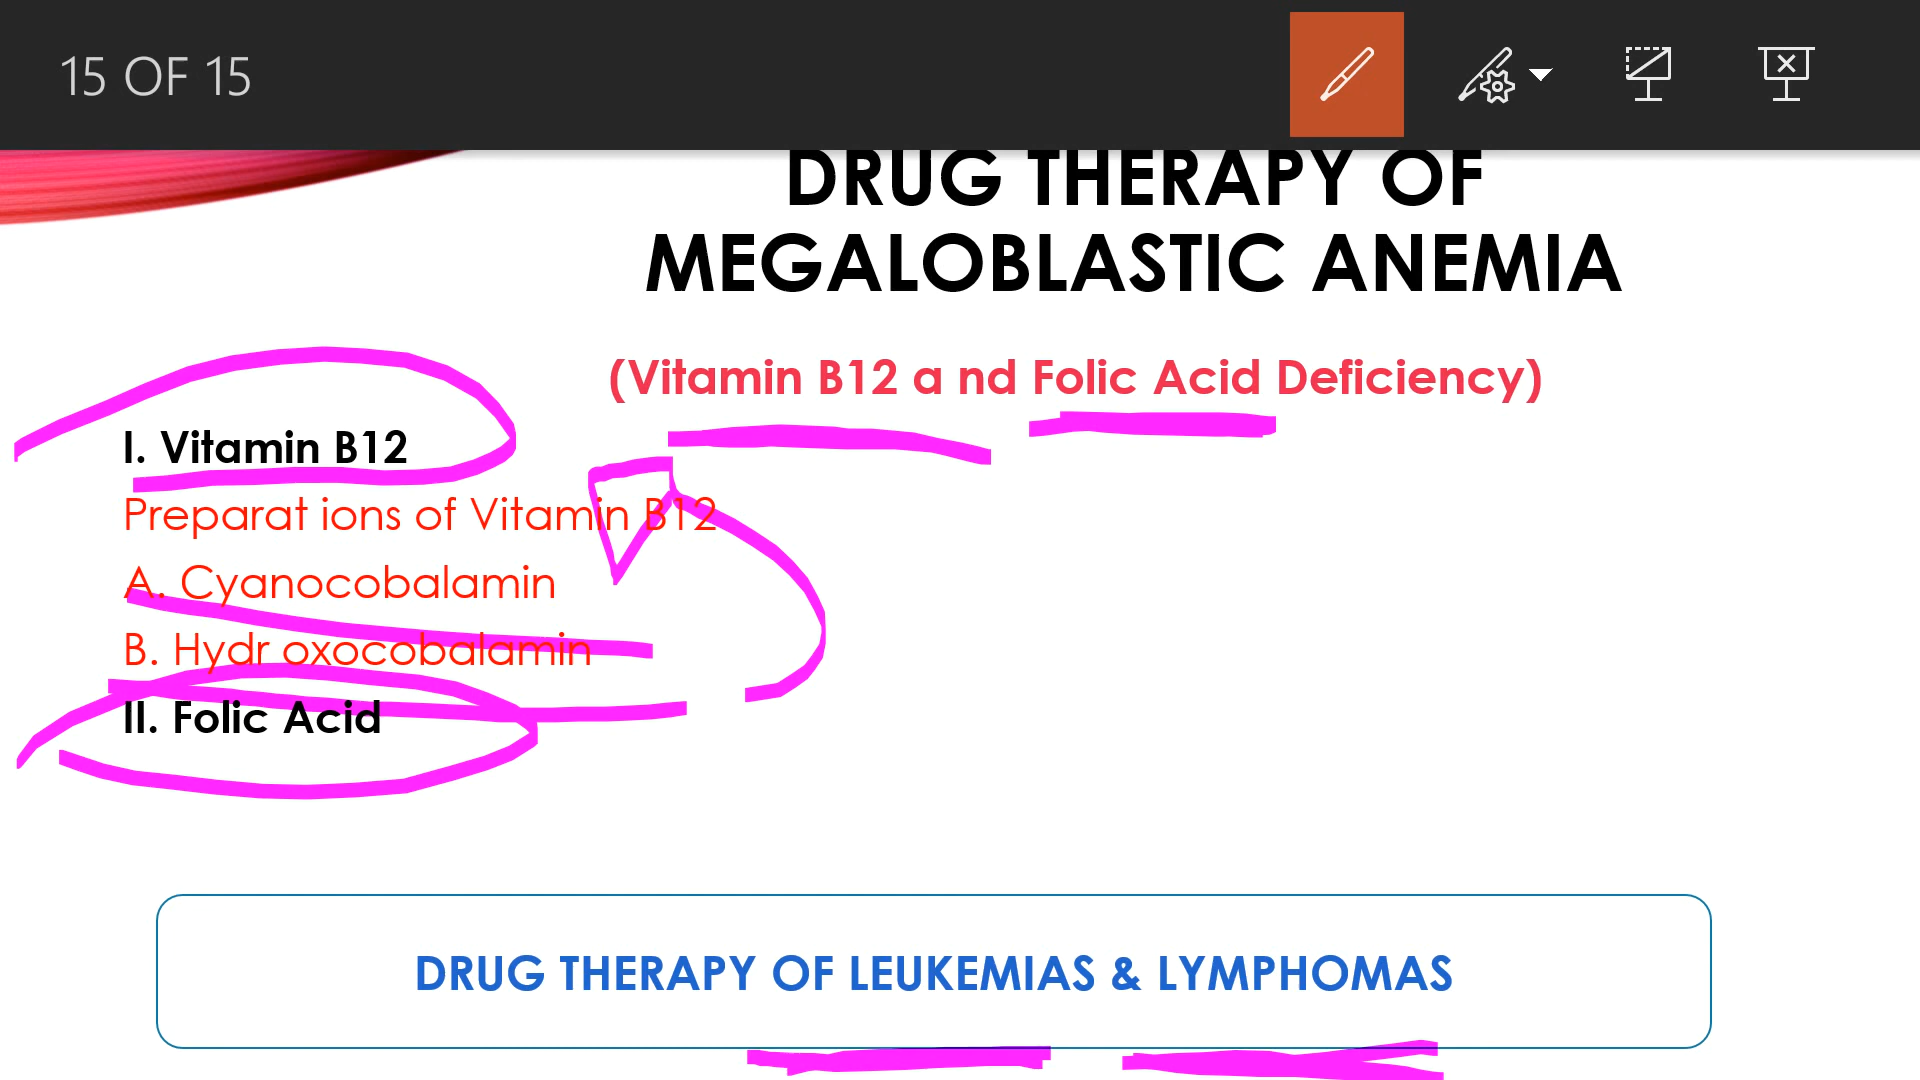 15 OF 15
DRUG THERAPY OF
MEGALOBLASTIC ANEMIA
(Vitamin B12 a nd Folic Acid Deficiency)
I. Vitamin B12
Preparat ions of Vitamin B12
A. Cyanocobalamin
B. Hydr oxocobalamin
II. Folic Acid
DRUG THERAPY OF LEUKEMIAS & LYMPHOMAS